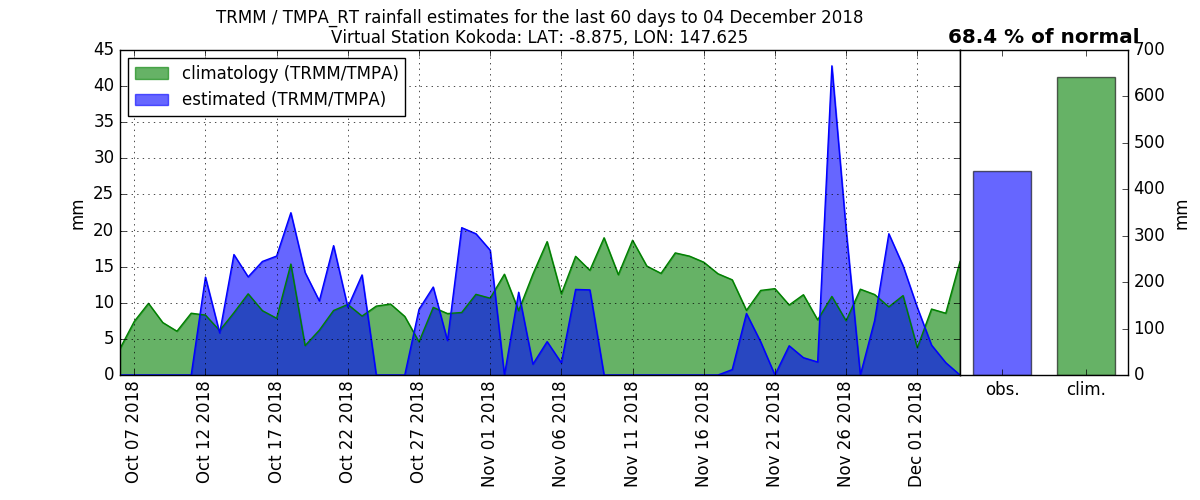 TRMM / TMPA_RT rainfall estimates for the last 60 days to 04 December 2018
Virtual Station Kokoda: LAT: -8.875, LON: 147.625
68.4 % of normal
climatology (TRMM/TMPA)
estimated (TRMM/TMPA)
45
40
35
30
25
20
15
10
5
0
mm
700
600
500
400
300
200
100
0
mm
Oct 07 2018
Oct 12 2018
Oct 17 2018
Oct 22 2018
Oct 27 2018
Nov 01 2018
Nov 06 2018
Nov 11 2018
Nov 16 2018
Nov 21 2018
Nov 26 2018
Dec 01 2018
obs.
clim.